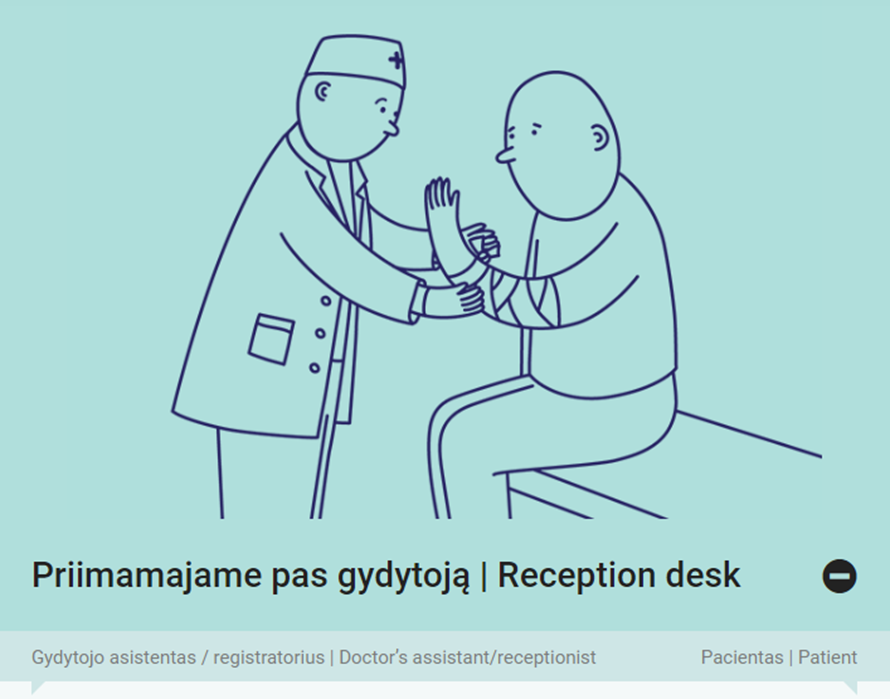 Priimamajame pas gydytoją | Reception desk
Gydytojo asistentas / registratorius | Doctor’s assistant/receptionist Pacientas | Patient